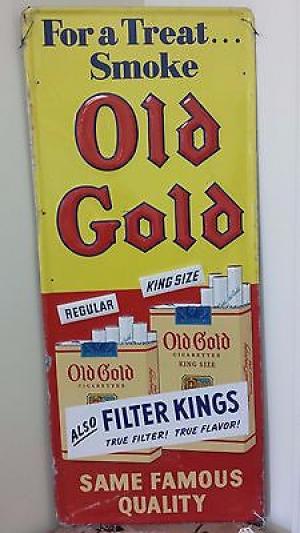 For a Treat...
Smoke
Old
Gold
REGULAR
KING SIZE
Old Gold
CIGARETTES
Old Gold
CIGARETTES
KING SIZE
ALSO FILTER KINGS
TRUE FILTER! TRUE FLAVOR!
SAME FAMOUS
QUALITY